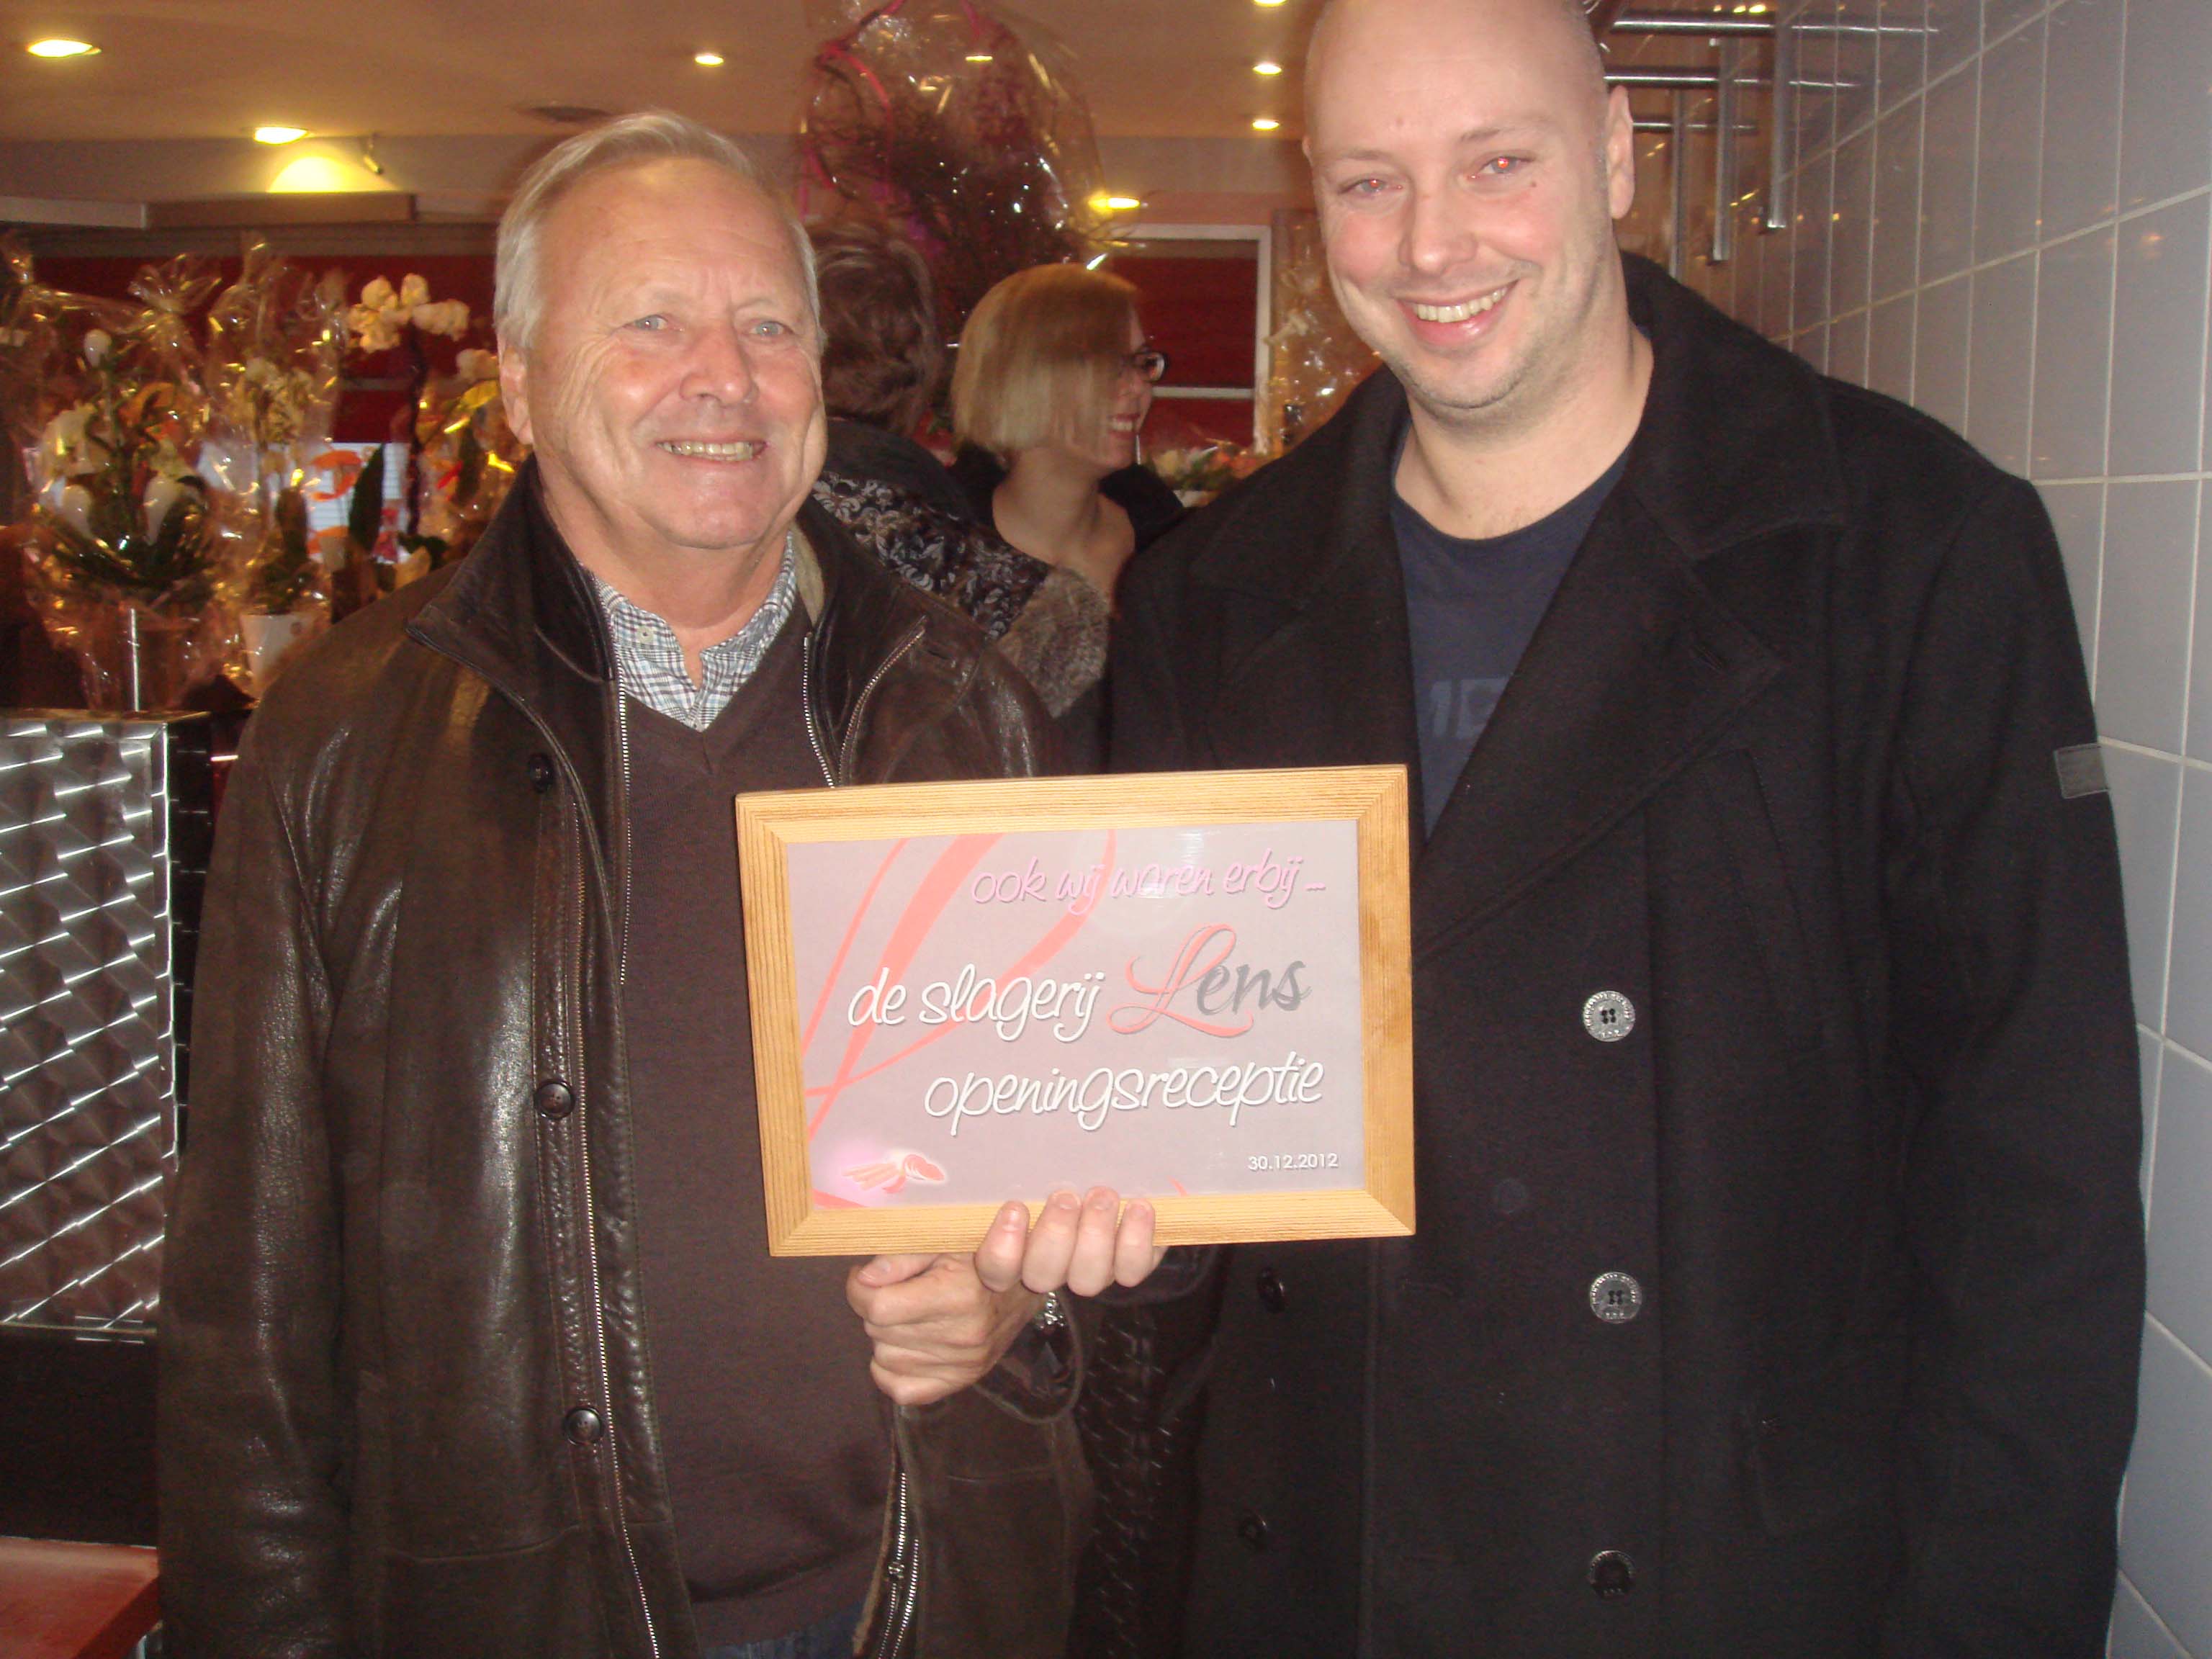 ook wij waren erbij ...
de slagerij Lens
openingsreceptie
30.12.2012